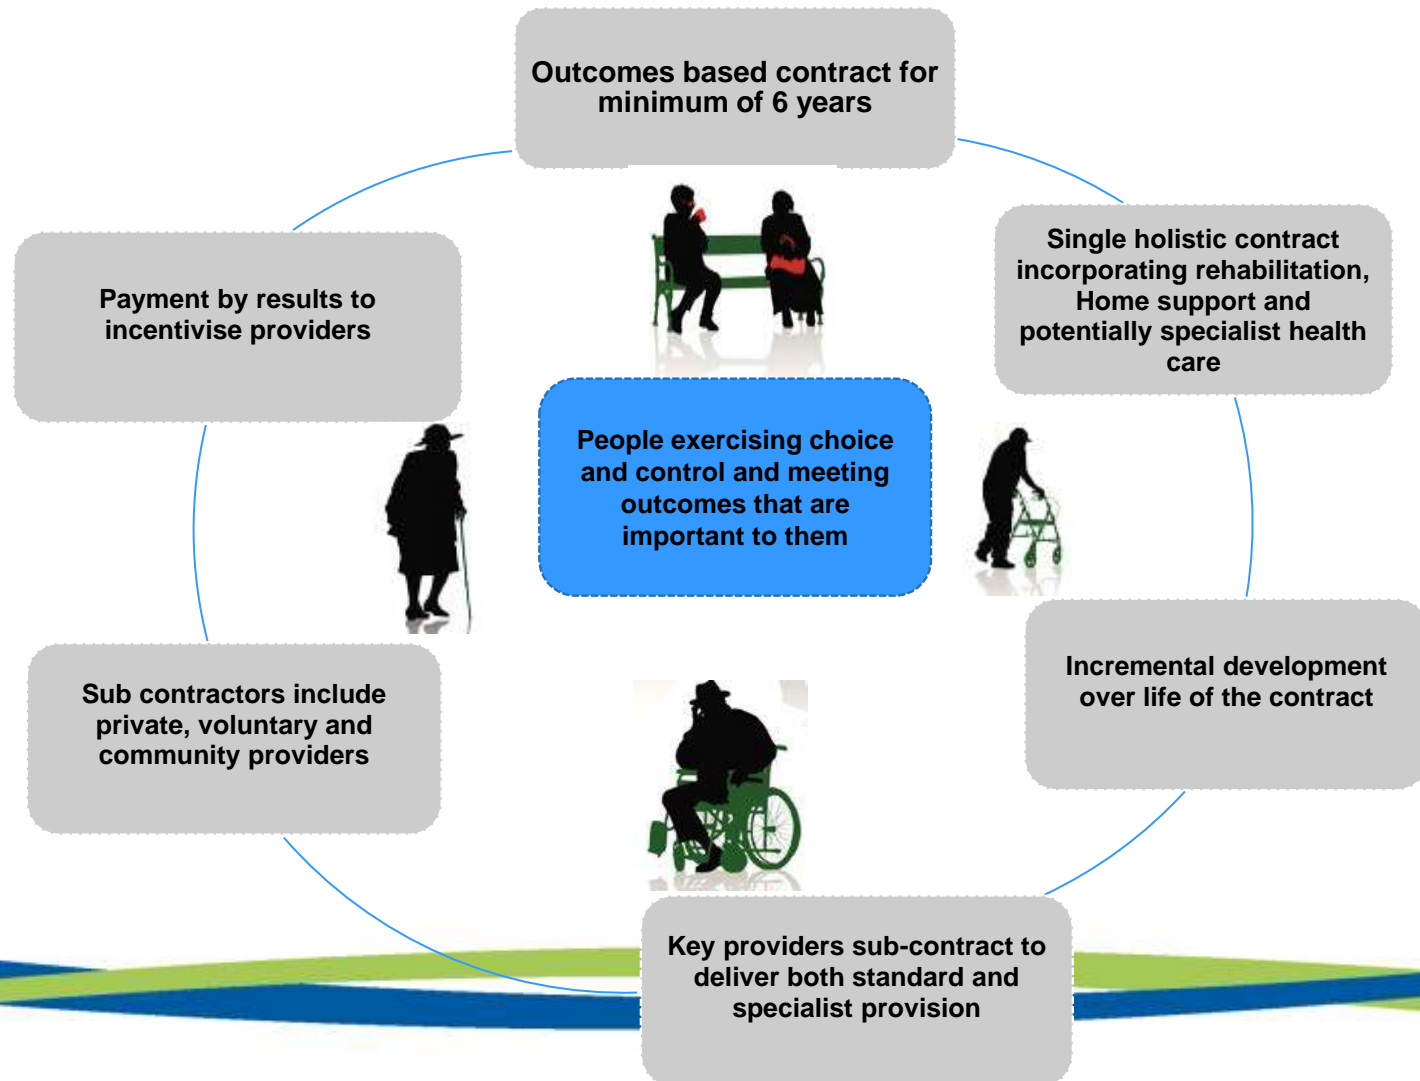 Outcomes based contract for
minimum of 6 years
Single holistic contract
incorporating rehabilitation,
Home support and
potentially specialist health
care
Payment by results to
incentivise providers
People exercising choice
and control and meeting
outcomes that are
important to them
Incremental development
over life of the contract
Sub contractors include
private, voluntary and
community providers
Key providers sub-contract to
deliver both standard and
specialist provision